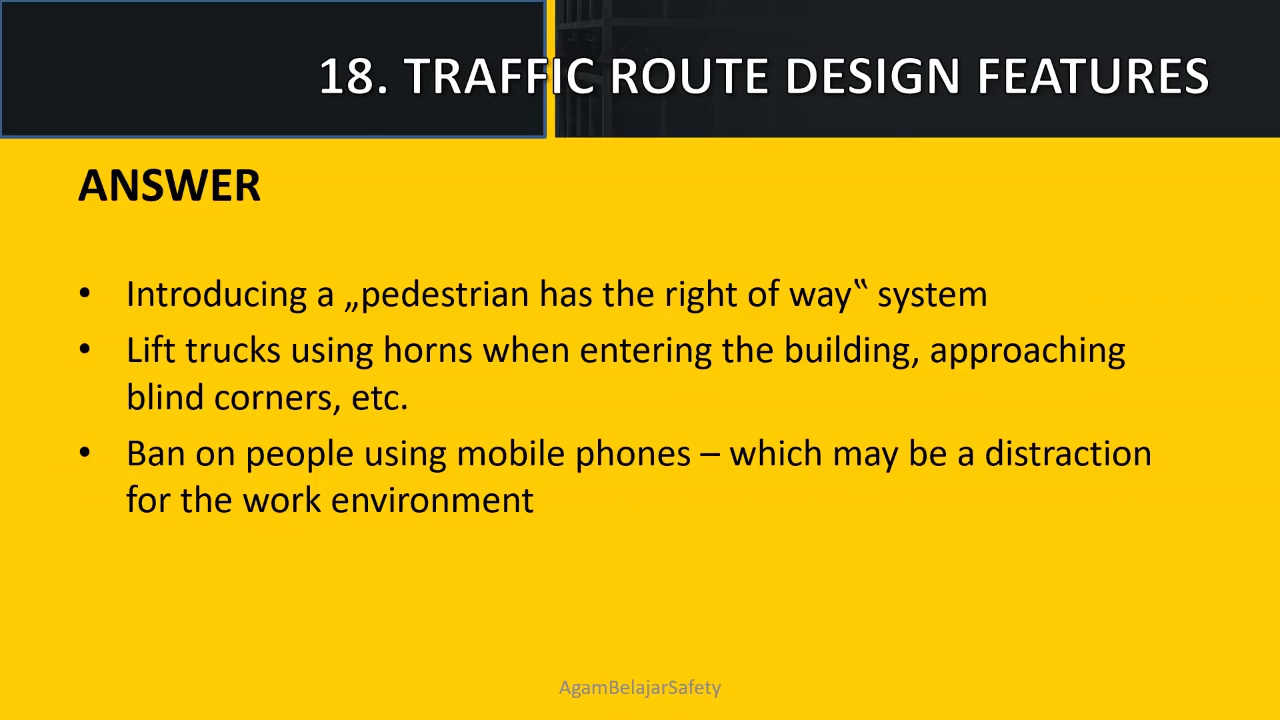 18. TRAFFIC ROUTE DESIGN FEATURES
ANSWER
• Introducing a „pedestrian has the right of way‟ system
• Lift trucks using horns when entering the building, approaching
blind corners, etc.
• Ban on people using mobile phones – which may be a distraction
for the work environment
AgamBelajarSafety